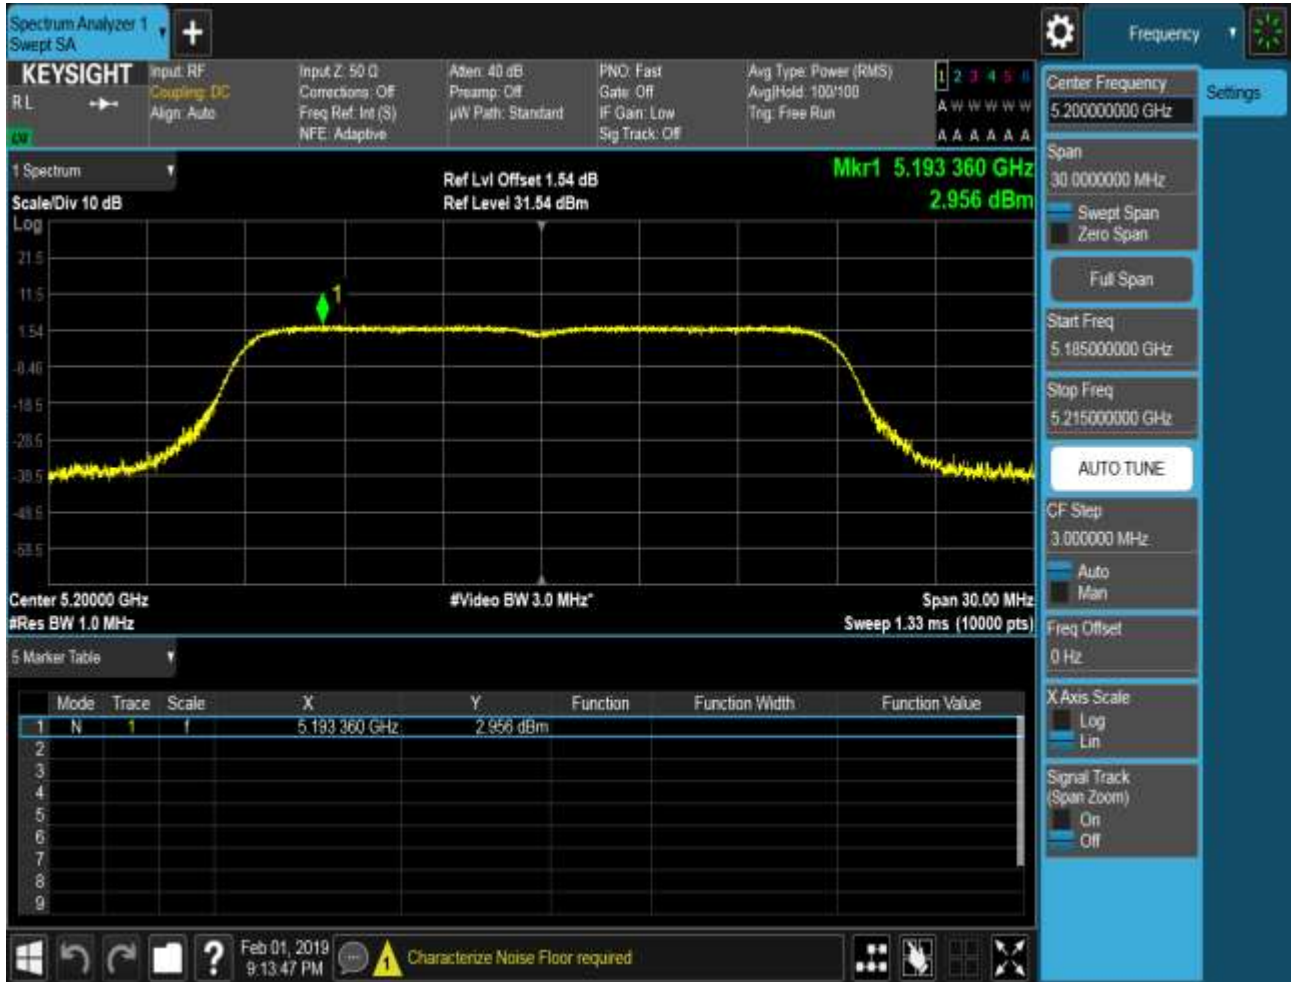 Spectrum Analyzer 1
Swept SA
Frequency
KEYSIGHT
RL
Input: RF
Coupling: DC
Align: Auto
Input Z: 50 Ω
Corrections: Off
Freq Ref: Int (S)
NFE: Adaptive
Atten: 40 dB
Preamp: Off
µW Path: Standard
PNO: Fast
Gate: Off
IF Gain: Low
Sig Track: Off
Avg Type: Power (RMS)
Avg|Hold: 100/100
Trig: Free Run
1 2 3 4 5 6
A W W W W W
A A A A A A
1 Spectrum
Scale/Div 10 dB
Ref Lvl Offset 1.54 dB
Ref Level 31.54 dBm
Mkr1 5.193 360 GHz
2.956 dBm
Log
21.5
11.5
1.54
-8.46
-18.5
-28.5
-38.5
-48.5
-58.5
1
Center 5.20000 GHz
#Res BW 1.0 MHz
#Video BW 3.0 MHz*
Span 30.00 MHz
Sweep 1.33 ms (10000 pts)
5 Marker Table
Mode Trace Scale X Y Function Function Width Function Value
1 N 1 f 5.193 360 GHz 2.956 dBm
2
3
4
5
6
7
8
9
Feb 01, 2019
9:13:47 PM
1
Characterize Noise Floor required
Center Frequency
5.200000000 GHz
Settings
Span
30.0000000 MHz
Swept Span
Zero Span
Full Span
Start Freq
5.185000000 GHz
Stop Freq
5.215000000 GHz
AUTO TUNE
CF Step
3.000000 MHz
Auto
Man
Freq Offset
0 Hz
X Axis Scale
Log
Lin
Signal Track
(Span Zoom)
On
Off